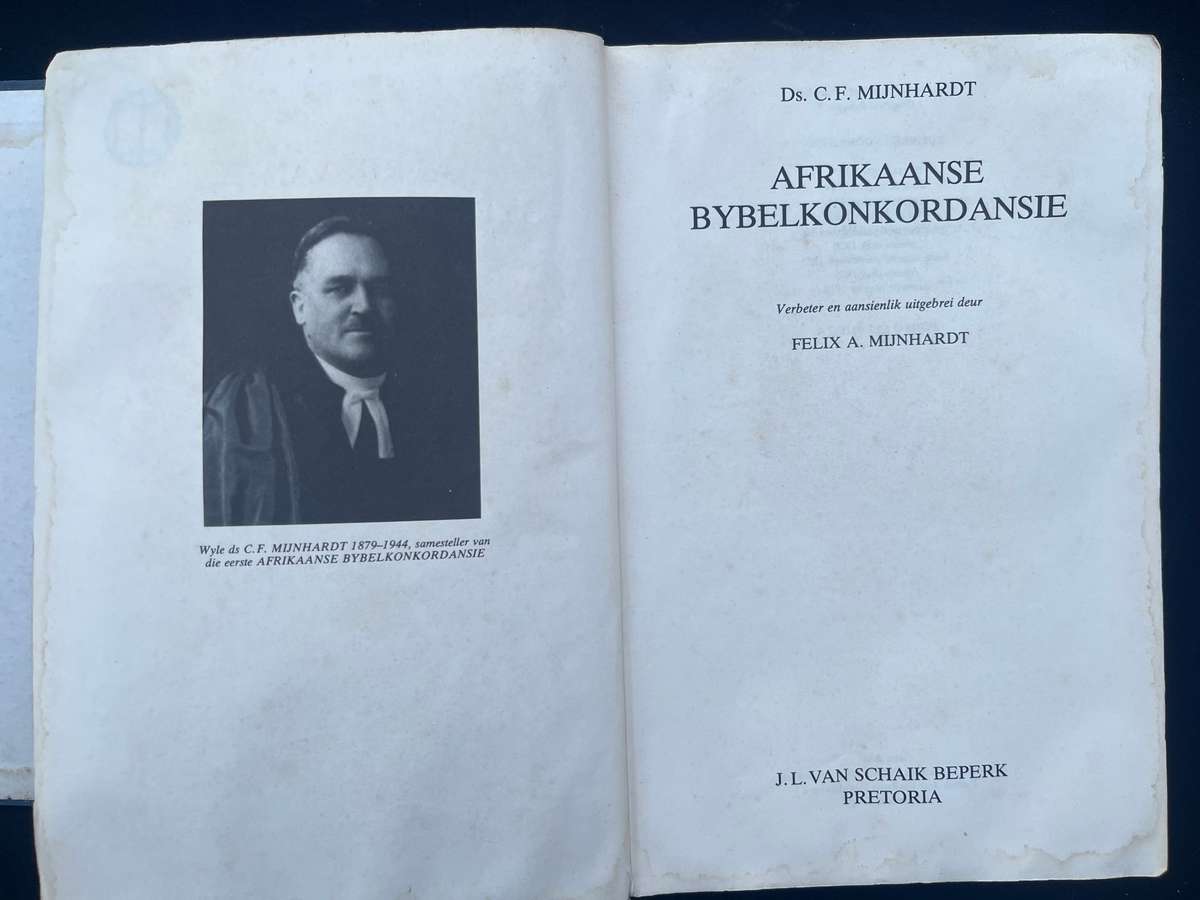 Wyle ds C.F. MIJNHARDT 1879–1944, samesteller van
die eerste AFRIKAANSE BYBELKONKORDANSIE
Ds. C.F. MIJNHARDT
AFRIKAANSE
BYBELKONKORDANSIE
Verbeter en aansienlik uitgebrei deur
FELIX A. MIJNHARDT
J.L. VAN SCHAIK BEPERK
PRETORIA